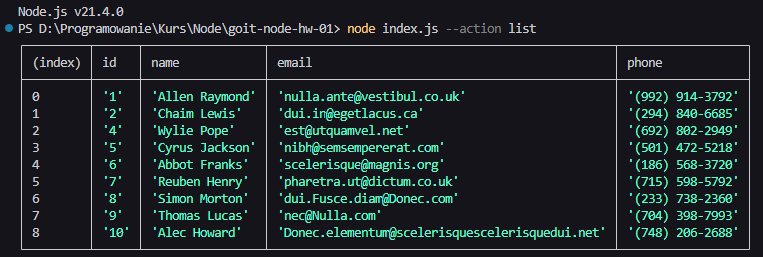 Node.js v21.4.0
PS D:\Programowanie\Kurs\Node\goit-node-hw-01> node index.js --action list
(index) id name email phone
0 '1' 'Allen Raymond' 'nulla.ante@vestibul.co.uk' '(992) 914-3792'
1 '2' 'Chaim Lewis' 'dui.in@egetlacus.ca' '(294) 840-6685'
2 '4' 'Wylie Pope' 'est@utquamvel.net' '(692) 802-2949'
3 '5' 'Cyrus Jackson' 'nibh@semsempererat.com' '(501) 472-5218'
4 '6' 'Abbot Franks' 'scelerisque@magnis.org' '(186) 568-3720'
5 '7' 'Reuben Henry' 'pharetra.ut@dictum.co.uk' '(715) 598-5792'
6 '8' 'Simon Morton' 'dui.Fusce.diam@Donec.com' '(233) 738-2360'
7 '9' 'Thomas Lucas' 'nec@Nulla.com' '(704) 398-7993'
8 '10' 'Alec Howard' 'Donec.elementum@scelerisquescelerisquedui.net' '(748) 206-2688'